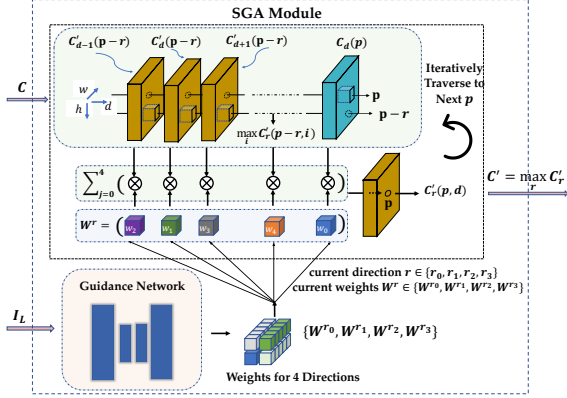 SGA Module
C'_{d-1}(p − r) C'_d(p − r) C'_{d+1}(p − r) C_d(p)
Iteratively
Traverse to
Next p
C
w
h
p
p − r
max_i C'_r(p − r, i)
C' = max_r C'_r
∑_{j=0}^{4} ( ⊗ ⊗ ⊗ ⊗ ⊗ )
p
C'_r(p, d)
W^r = ( w_2 w_1 w_3 w_4 w_0 )
current direction r ∈ {r_0, r_1, r_2, r_3}
current weights W^r ∈ {W^{r_0}, W^{r_1}, W^{r_2}, W^{r_3}}
Guidance Network
I_L
{W^{r_0}, W^{r_1}, W^{r_2}, W^{r_3}}
Weights for 4 Directions